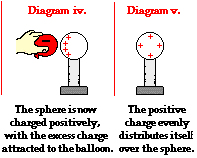 Diagram iv.
The sphere is now
charged positively,
with the excess charge
attracted to the balloon.
Diagram v.
The positive
charge evenly
distributes itself
over the sphere.